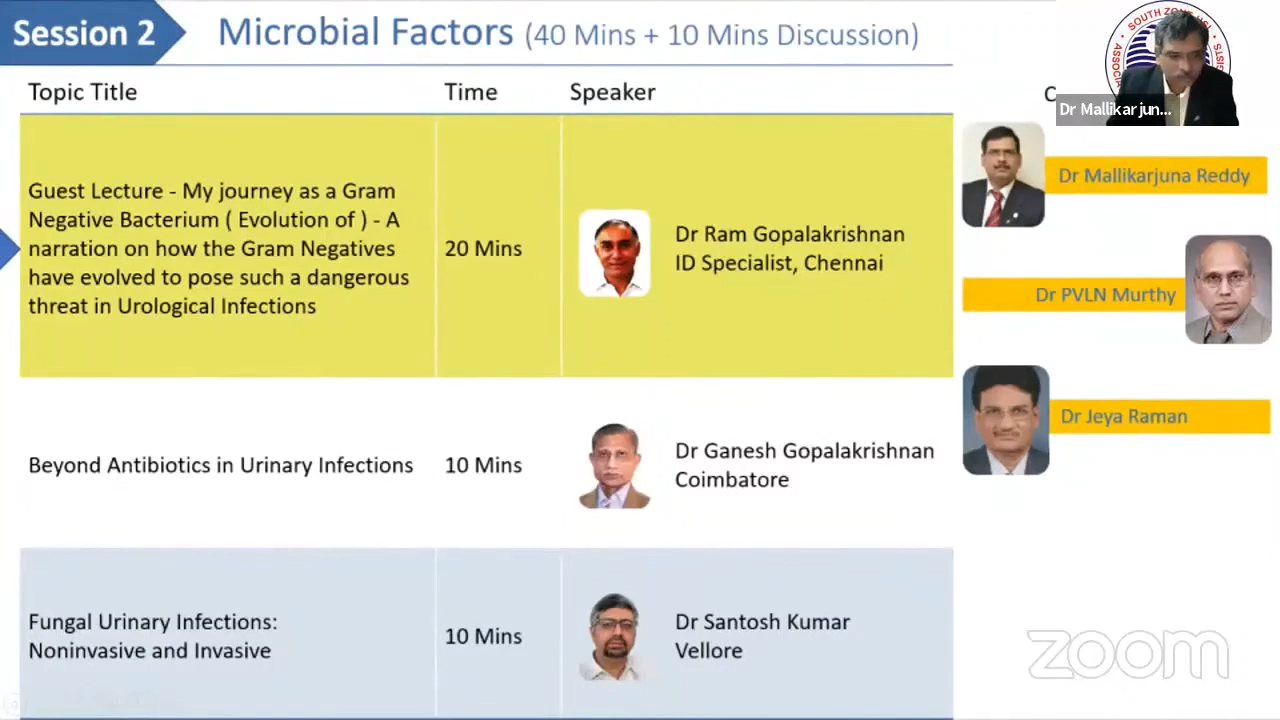 Session 2
Microbial Factors (40 Mins + 10 Mins Discussion)
SOUTH ZONE
Dr Mallikarjun...
Topic Title
Time
Speaker
Guest Lecture - My journey as a Gram
Negative Bacterium ( Evolution of ) - A
narration on how the Gram Negatives
have evolved to pose such a dangerous
threat in Urological Infections
20 Mins
Dr Ram Gopalakrishnan
ID Specialist, Chennai
Beyond Antibiotics in Urinary Infections
10 Mins
Dr Ganesh Gopalakrishnan
Coimbatore
Fungal Urinary Infections:
Noninvasive and Invasive
10 Mins
Dr Santosh Kumar
Vellore
Dr Mallikarjuna Reddy
Dr PVLN Murthy
Dr Jeya Raman
zoom